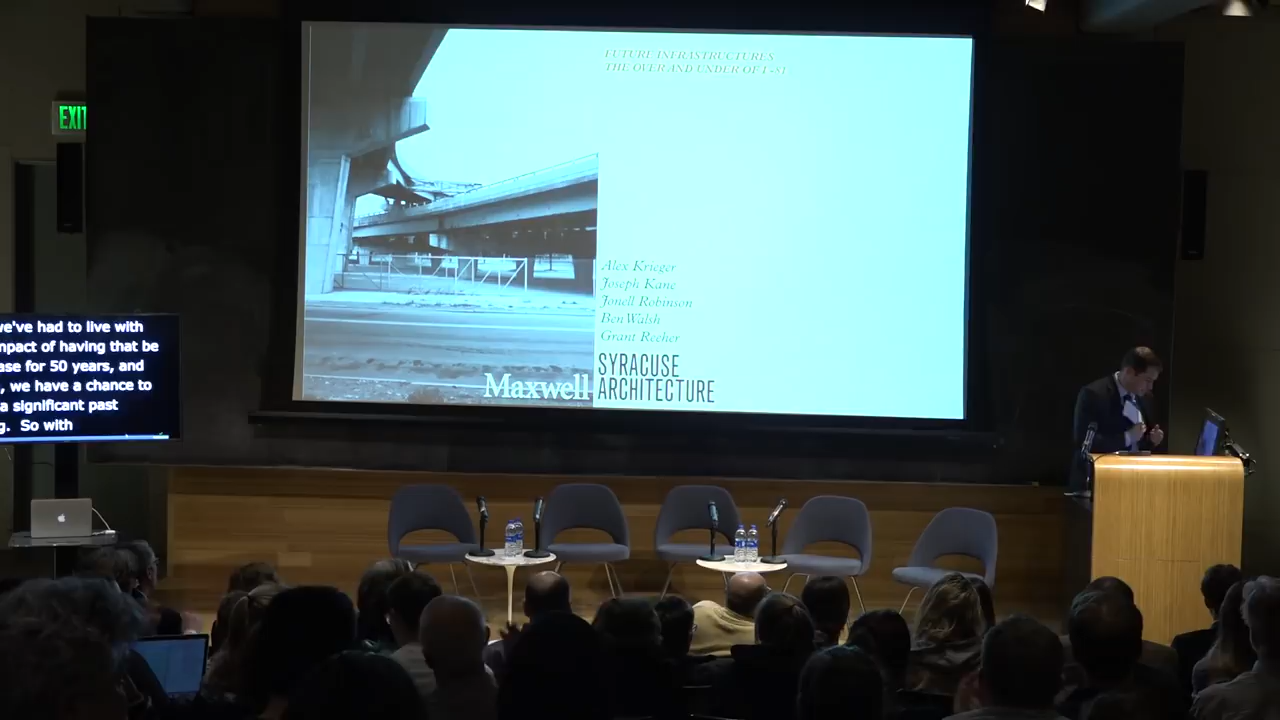 FUTURE INFRASTRUCTURES
THE OVER AND UNDER OF I-81
EXIT
Alex Krieger
Joseph Kane
Jonell Robinson
Ben Walsh
Grant Reeher
Maxwell
SYRACUSE
ARCHITECTURE
we've had to live with
mpact of having that be
ase for 50 years, and
, we have a chance to
a significant past
g. So with